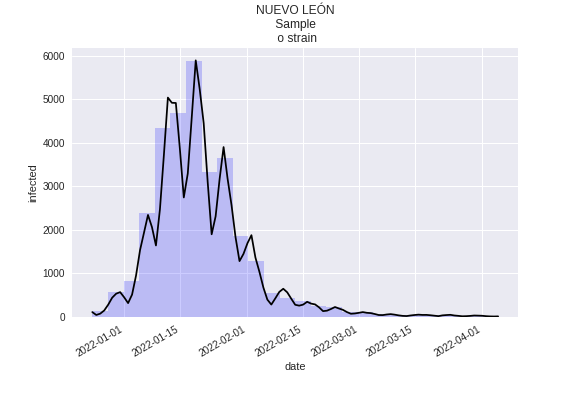 NUEVO LEÓN
Sample
o strain
6000
5000
4000
3000
2000
1000
0
infected
2022-01-01
2022-01-15
2022-02-01
2022-02-15
2022-03-01
2022-03-15
2022-04-01
date